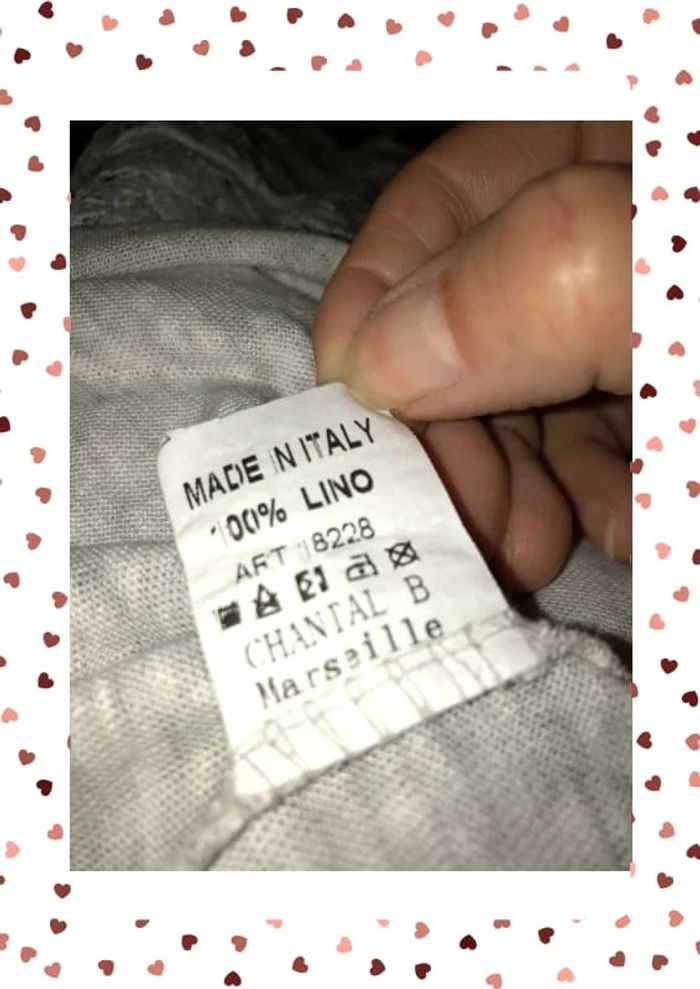 MADE IN ITALY
100% LINO
ART 18228
CHANTAL B
Marseille